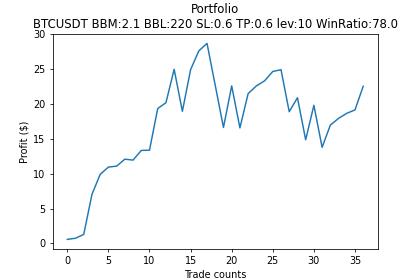 Portfolio
BTCUSDT BBM:2.1 BBL:220 SL:0.6 TP:0.6 lev:10 WinRatio:78.0
30
25
20
15
10
5
0
Profit ($)
0 5 10 15 20 25 30 35
Trade counts